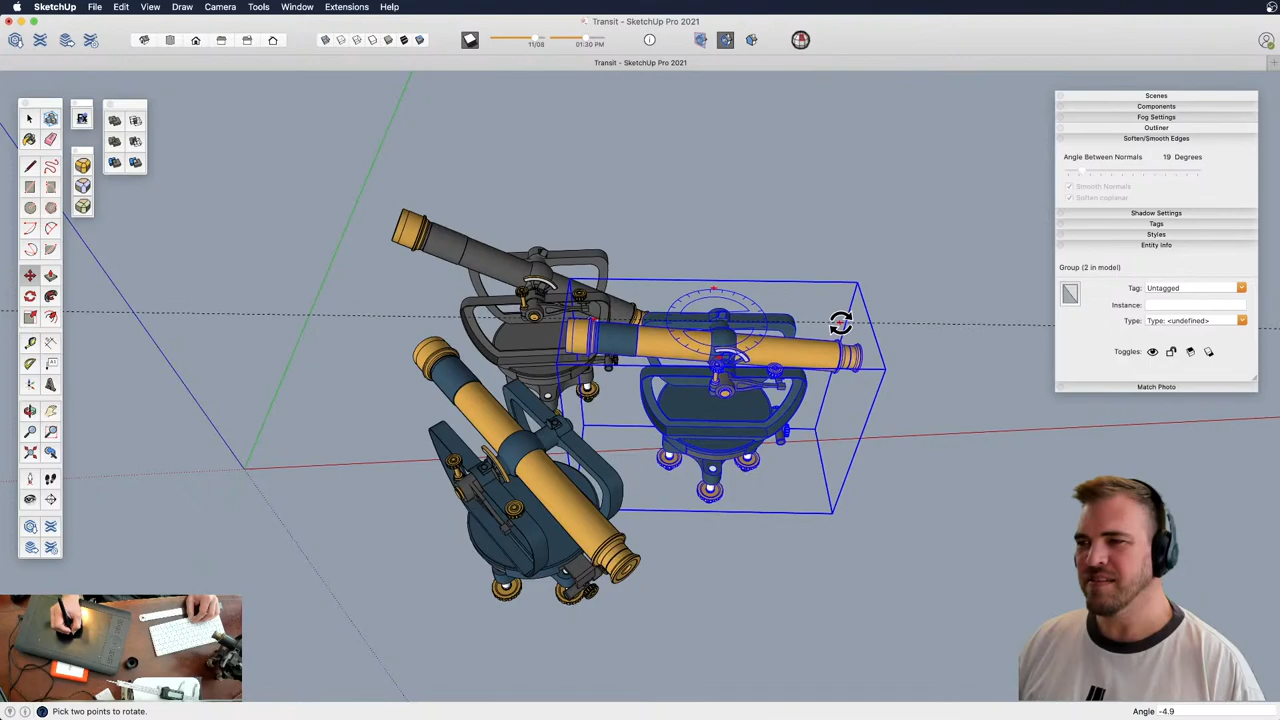 SketchUp File Edit View Draw Camera Tools Window Extensions Help
Transit - SketchUp Pro 2021
11/08
01:30 PM
Transit - SketchUp Pro 2021
Scenes
Components
Fog Settings
Outliner
Soften/Smooth Edges
Angle Between Normals 19 Degrees
Smooth Normals
Soften coplanar
Shadow Settings
Tags
Styles
Entity Info
Group (2 in model)
Tag: Untagged
Instance:
Type: Type: <undefined>
Toggles:
Match Photo
Pick two points to rotate.
Angle -4.9